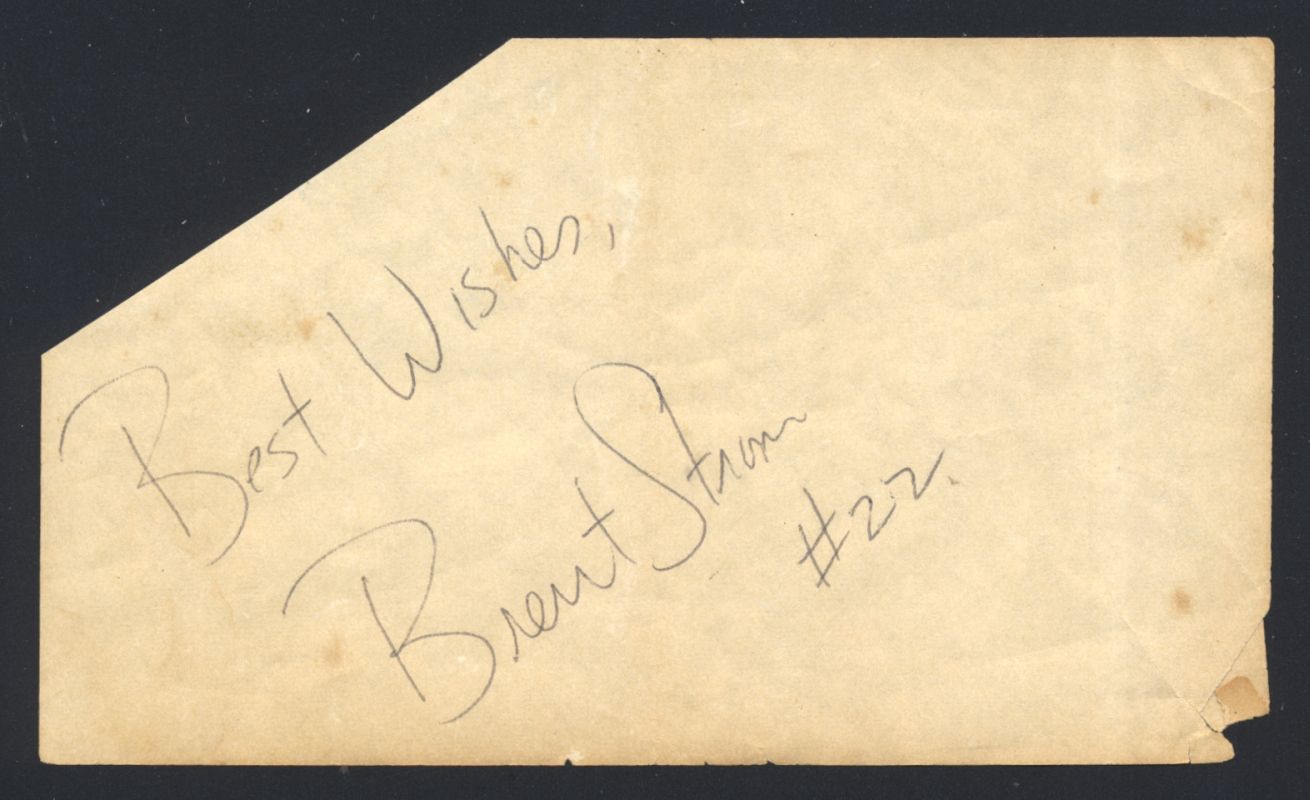 Best Wishes,
Brent Strom
#22.